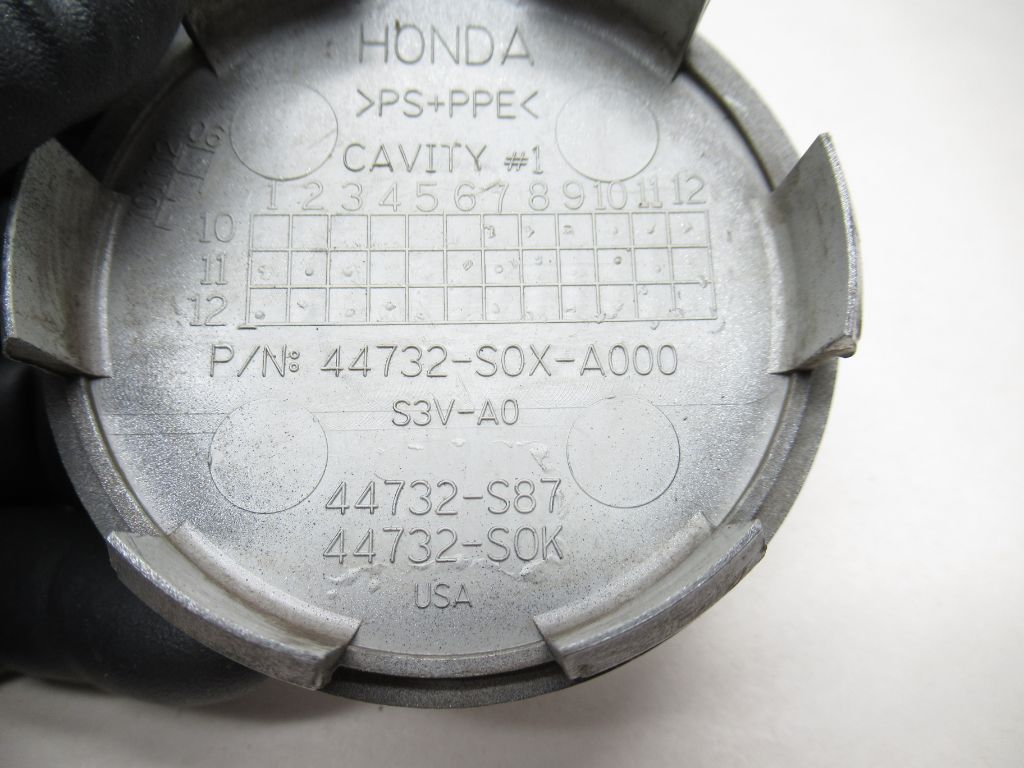 HONDA
>PS+PPE<
CAVITY #1
1 2 3 4 5 6 7 8 9 10 11 12
10
11
12
P/N: 44732-S0X-A000
S3V-A0
44732-S87
44732-S0K
USA